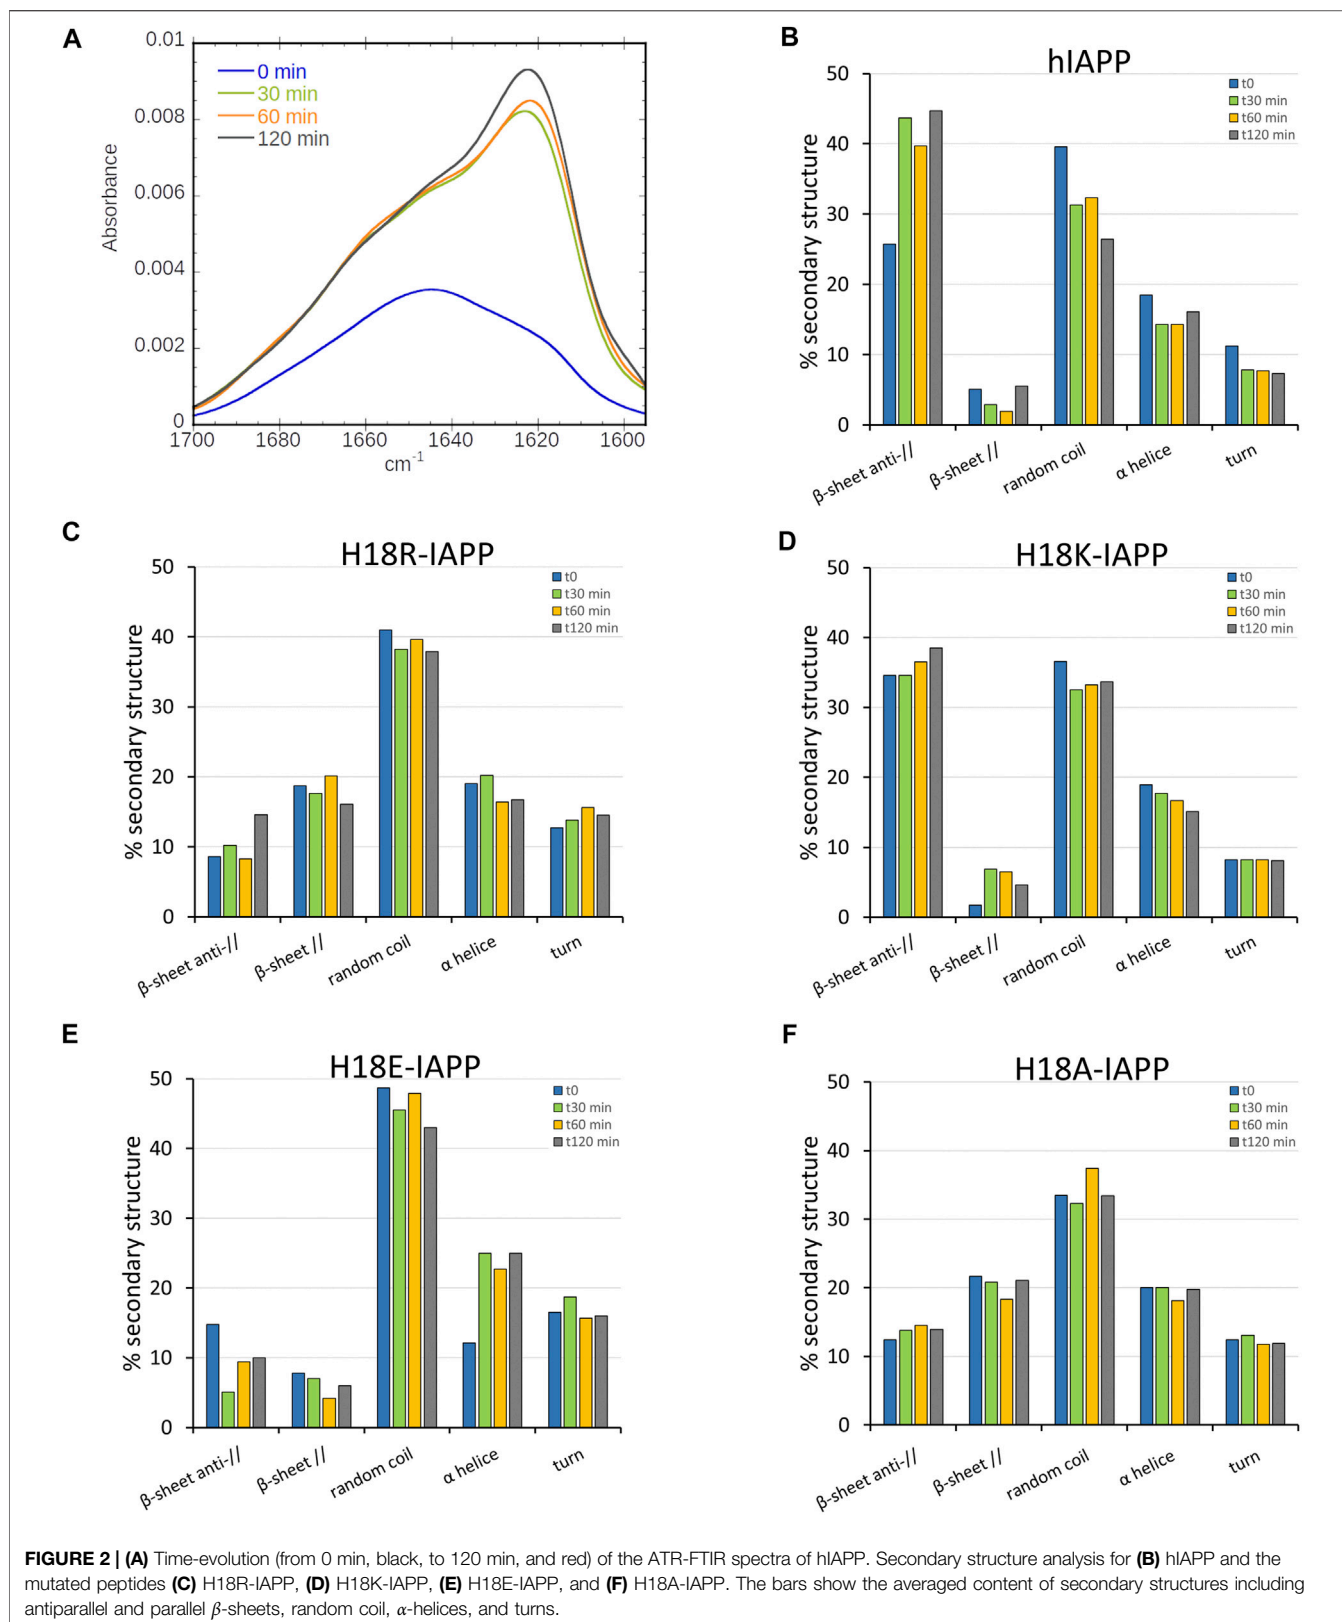 A
0.01
0.008
0.006
0.004
0.002
0
Absorbance
0 min
30 min
60 min
120 min
1700 1680 1660 1640 1620 1600
cm-1
B
hIAPP
% secondary structure
50
40
30
20
10
0
t0
t30 min
t60 min
t120 min
β-sheet anti-// β-sheet // random coil α helice turn
C
H18R-IAPP
% secondary structure
50
40
30
20
10
0
t0
t30 min
t60 min
t120 min
β-sheet anti-// β-sheet // random coil α helice turn
D
H18K-IAPP
% secondary structure
50
40
30
20
10
0
t0
t30 min
t60 min
t120 min
β-sheet anti-// β-sheet // random coil α helice turn
E
H18E-IAPP
% secondary structure
50
40
30
20
10
0
t0
t30 min
t60 min
t120 min
β-sheet anti-// β-sheet // random coil α helice turn
F
H18A-IAPP
% secondary structure
50
40
30
20
10
0
t0
t30 min
t60 min
t120 min
β-sheet anti-// β-sheet // random coil α helice turn
FIGURE 2 | (A) Time-evolution (from 0 min, black, to 120 min, and red) of the ATR-FTIR spectra of hIAPP. Secondary structure analysis for (B) hIAPP and the
mutated peptides (C) H18R-IAPP, (D) H18K-IAPP, (E) H18E-IAPP, and (F) H18A-IAPP. The bars show the averaged content of secondary structures including
antiparallel and parallel β-sheets, random coil, α-helices, and turns.